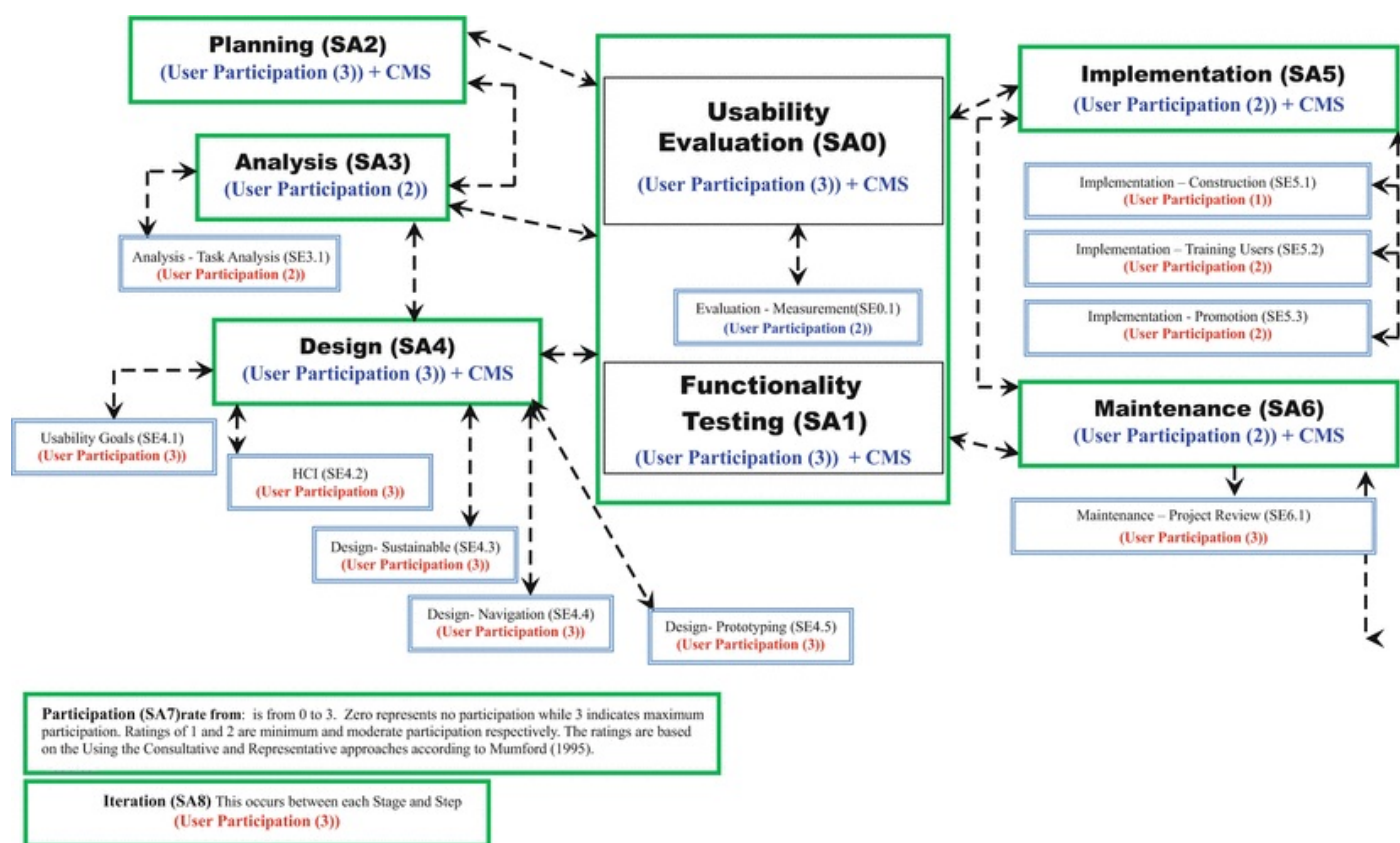 Planning (SA2)
(User Participation (3)) + CMS
Analysis (SA3)
(User Participation (2))
Analysis - Task Analysis (SE3.1)
(User Participation (2))
Design (SA4)
(User Participation (3)) + CMS
Usability Goals (SE4.1)
(User Participation (3))
HCI (SE4.2)
(User Participation (3))
Design- Sustainable (SE4.3)
(User Participation (3))
Design- Navigation (SE4.4)
(User Participation (3))
Design- Prototyping (SE4.5)
(User Participation (3))
Usability
Evaluation (SA0)
(User Participation (3)) + CMS
Evaluation - Measurement(SE0.1)
(User Participation (2))
Functionality
Testing (SA1)
(User Participation (3)) + CMS
Implementation (SA5)
(User Participation (2)) + CMS
Implementation – Construction (SE5.1)
(User Participation (1))
Implementation – Training Users (SE5.2)
(User Participation (2))
Implementation - Promotion (SE5.3)
(User Participation (2))
Maintenance (SA6)
(User Participation (2)) + CMS
Maintenance – Project Review (SE6.1)
(User Participation (3))
Participation (SA7)rate from: is from 0 to 3. Zero represents no participation while 3 indicates maximum
participation. Ratings of 1 and 2 are minimum and moderate participation respectively. The ratings are based
on the Using the Consultative and Representative approaches according to Mumford (1995).
Iteration (SA8) This occurs between each Stage and Step
(User Participation (3))